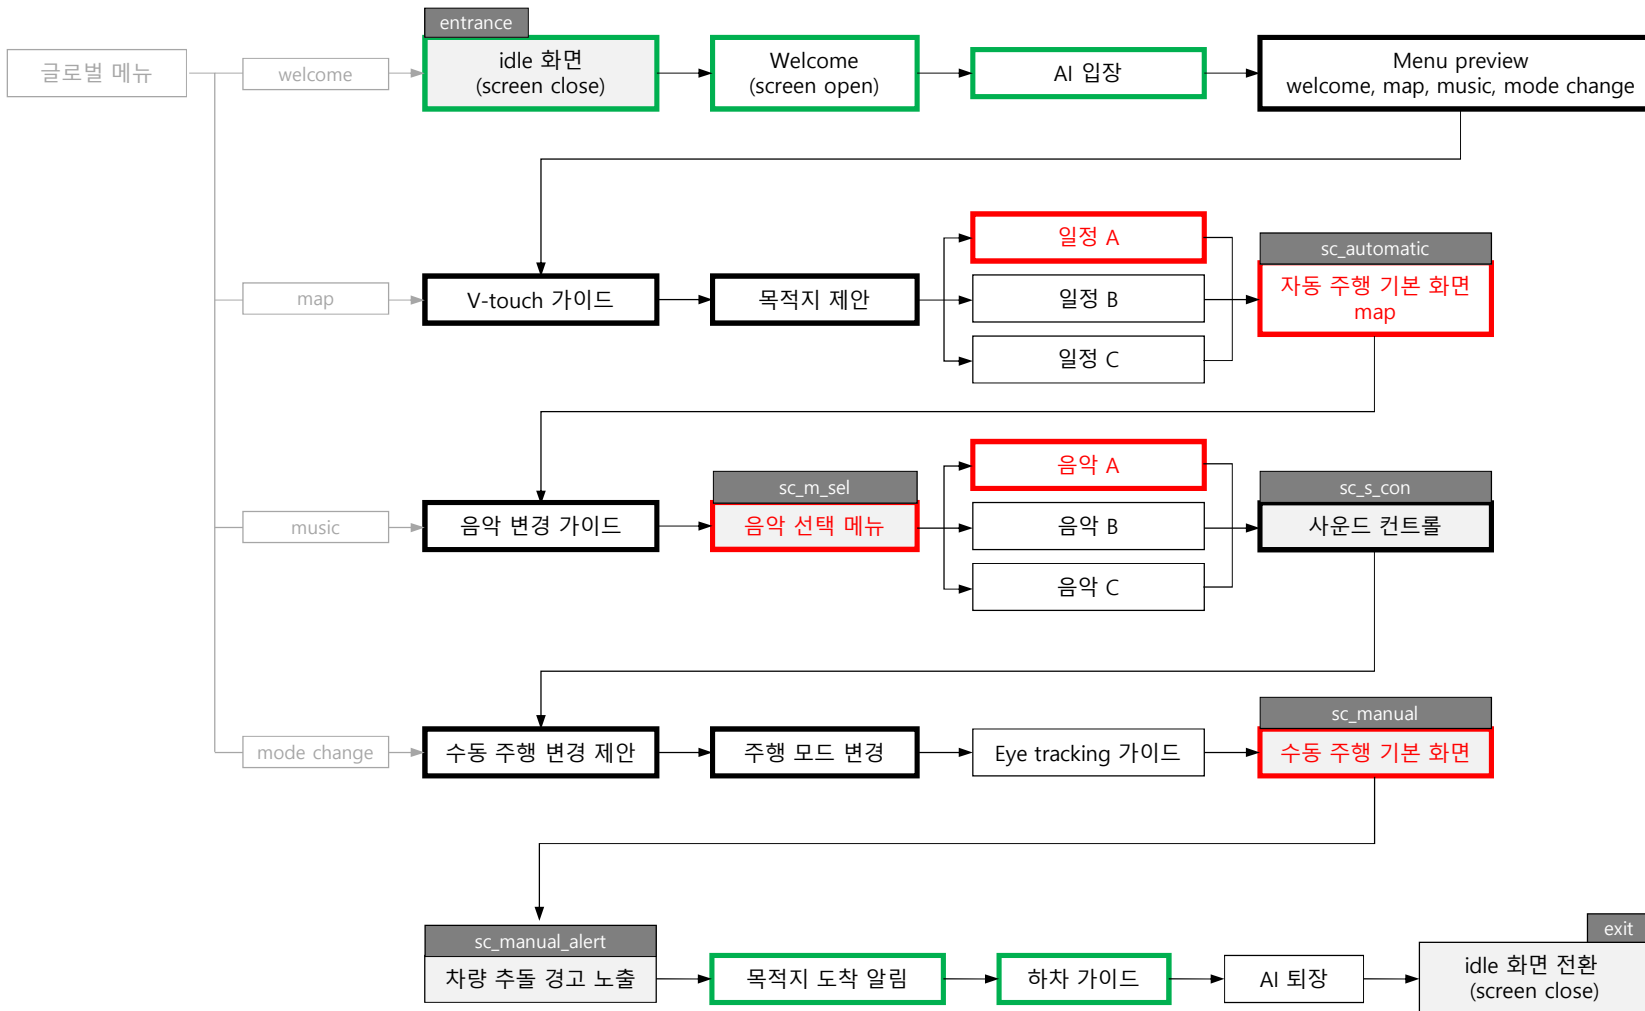 entrance
글로벌 메뉴
welcome
idle 화면
(screen close)
Welcome
(screen open)
AI 입장
Menu preview
welcome, map, music, mode change
map
V-touch 가이드
목적지 제안
일정 A
일정 B
일정 C
sc_automatic
자동 주행 기본 화면
map
music
음악 변경 가이드
sc_m_sel
음악 선택 메뉴
음악 A
음악 B
음악 C
sc_s_con
사운드 컨트롤
mode change
수동 주행 변경 제안
주행 모드 변경
Eye tracking 가이드
sc_manual
수동 주행 기본 화면
sc_manual_alert
차량 추돌 경고 노출
목적지 도착 알림
하차 가이드
AI 퇴장
exit
idle 화면 전환
(screen close)